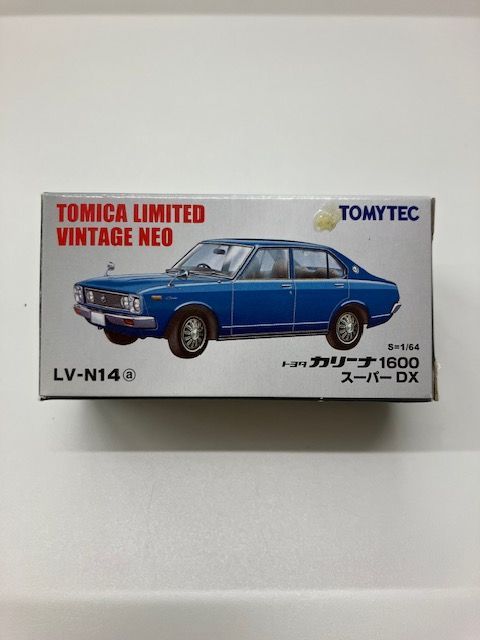 TOMICA LIMITED
VINTAGE NEO
TOMYTEC
S=1/64
トヨタ カリーナ1600
スーパーDX
LV-N14ⓐ